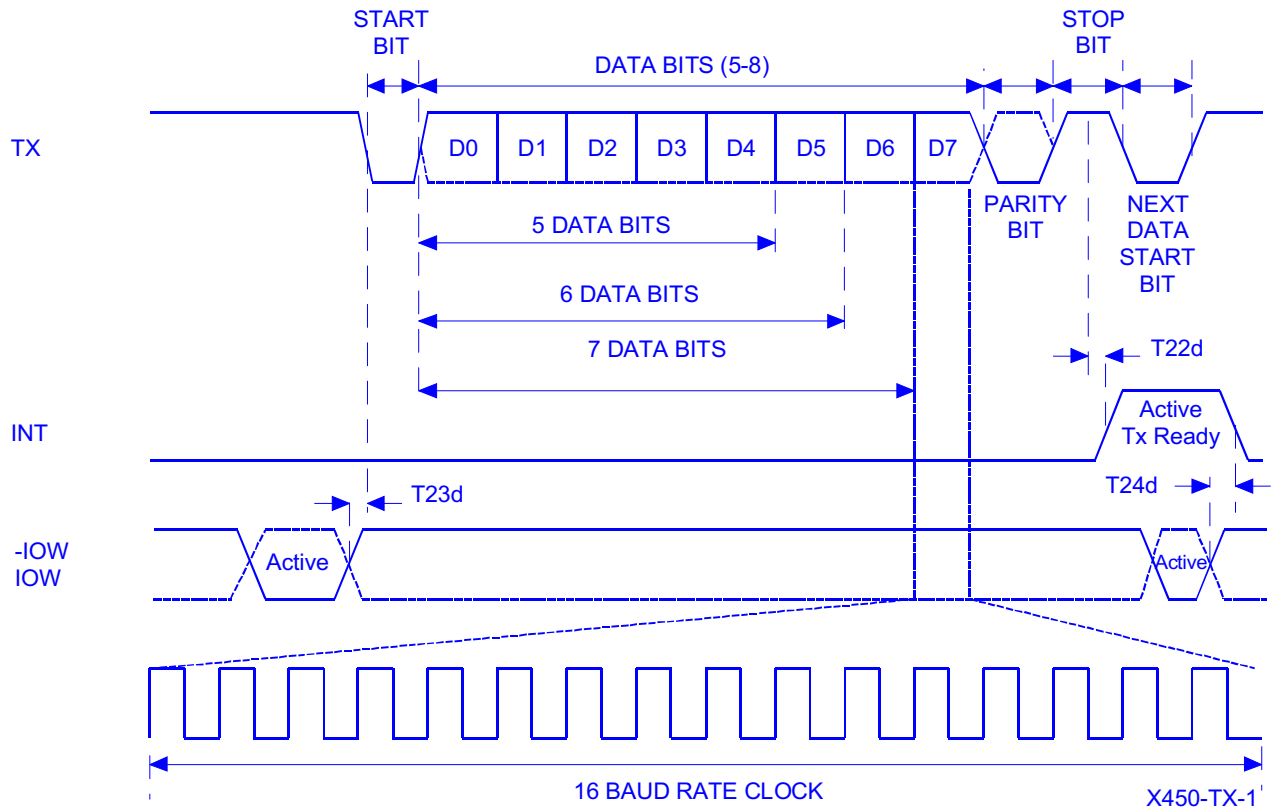 START
BIT
STOP
BIT
DATA BITS (5-8)
TX
D0 D1 D2 D3 D4 D5 D6 D7
PARITY
BIT
NEXT
DATA
START
BIT
5 DATA BITS
6 DATA BITS
7 DATA BITS
T22d
INT
Active
Tx Ready
T23d
T24d
-IOW
IOW
Active
Active
16 BAUD RATE CLOCK
X450-TX-1